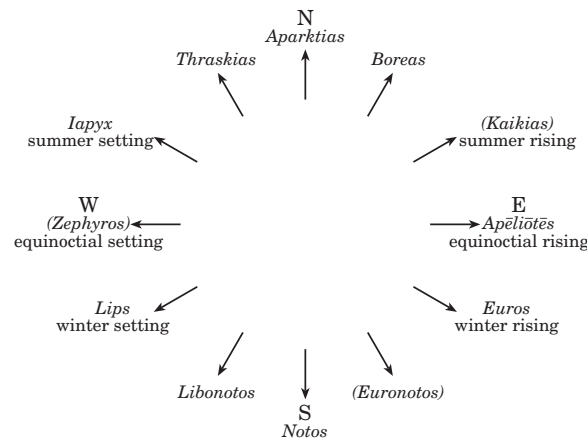 N
Aparktias
Thraskias
Boreas
Iapyx
summer setting
(Kaikias)
summer rising
W
(Zephyros)
equinoctial setting
E
Apēliōtēs
equinoctial rising
Lips
winter setting
Euros
winter rising
Libonotos
(Euronotos)
S
Notos